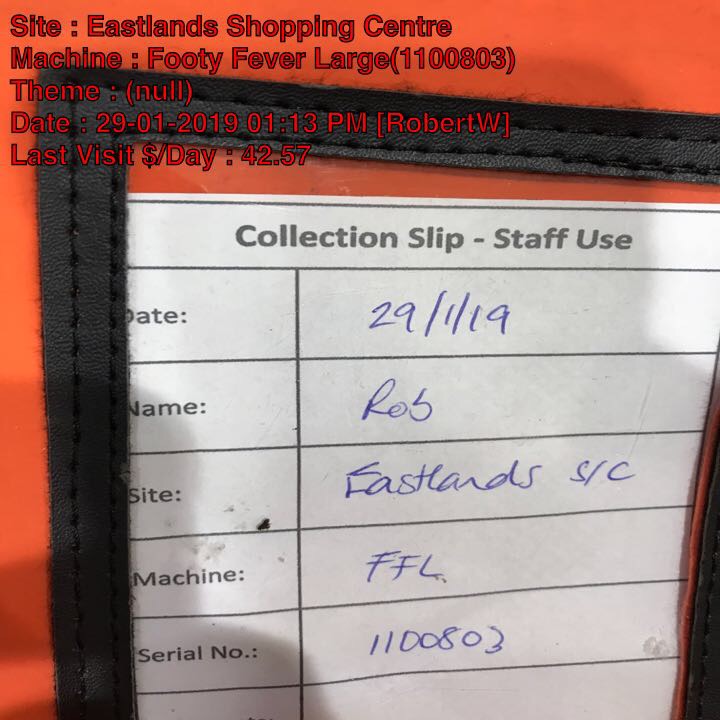 Site : Eastlands Shopping Centre
Machine : Footy Fever Large(1100803)
Theme : (null)
Date : 29-01-2019 01:13 PM [RobertW]
Last Visit $/Day : 42.57
Collection Slip - Staff Use
Date: 29/1/19
Name: Rob
Site: Eastlands S/C
Machine: FFL
Serial No.: 1100803